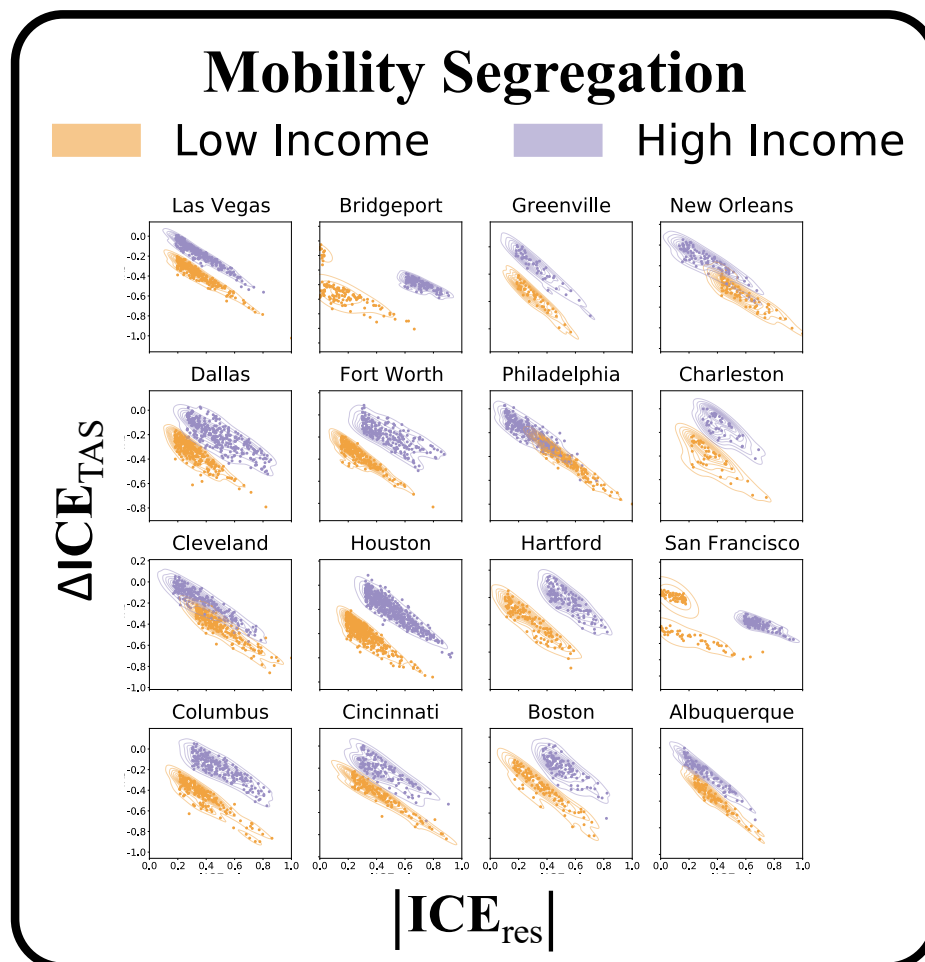 Mobility Segregation
Low Income High Income
Las Vegas Bridgeport Greenville New Orleans
0.0
-0.2
-0.4
-0.6
-0.8
-1.0
Dallas Fort Worth Philadelphia Charleston
0.0
-0.2
-0.4
-0.6
-0.8
Cleveland Houston Hartford San Francisco
0.2
0.0
-0.2
-0.4
-0.6
-0.8
-1.0
Columbus Cincinnati Boston Albuquerque
0.0
-0.2
-0.4
-0.6
-0.8
-1.0
0.0 0.2 0.4 0.6 0.8 1.0 0.0 0.2 0.4 0.6 0.8 1.0 0.0 0.2 0.4 0.6 0.8 1.0 0.0 0.2 0.4 0.6 0.8 1.0
ΔICE_TAS
|ICE_res|